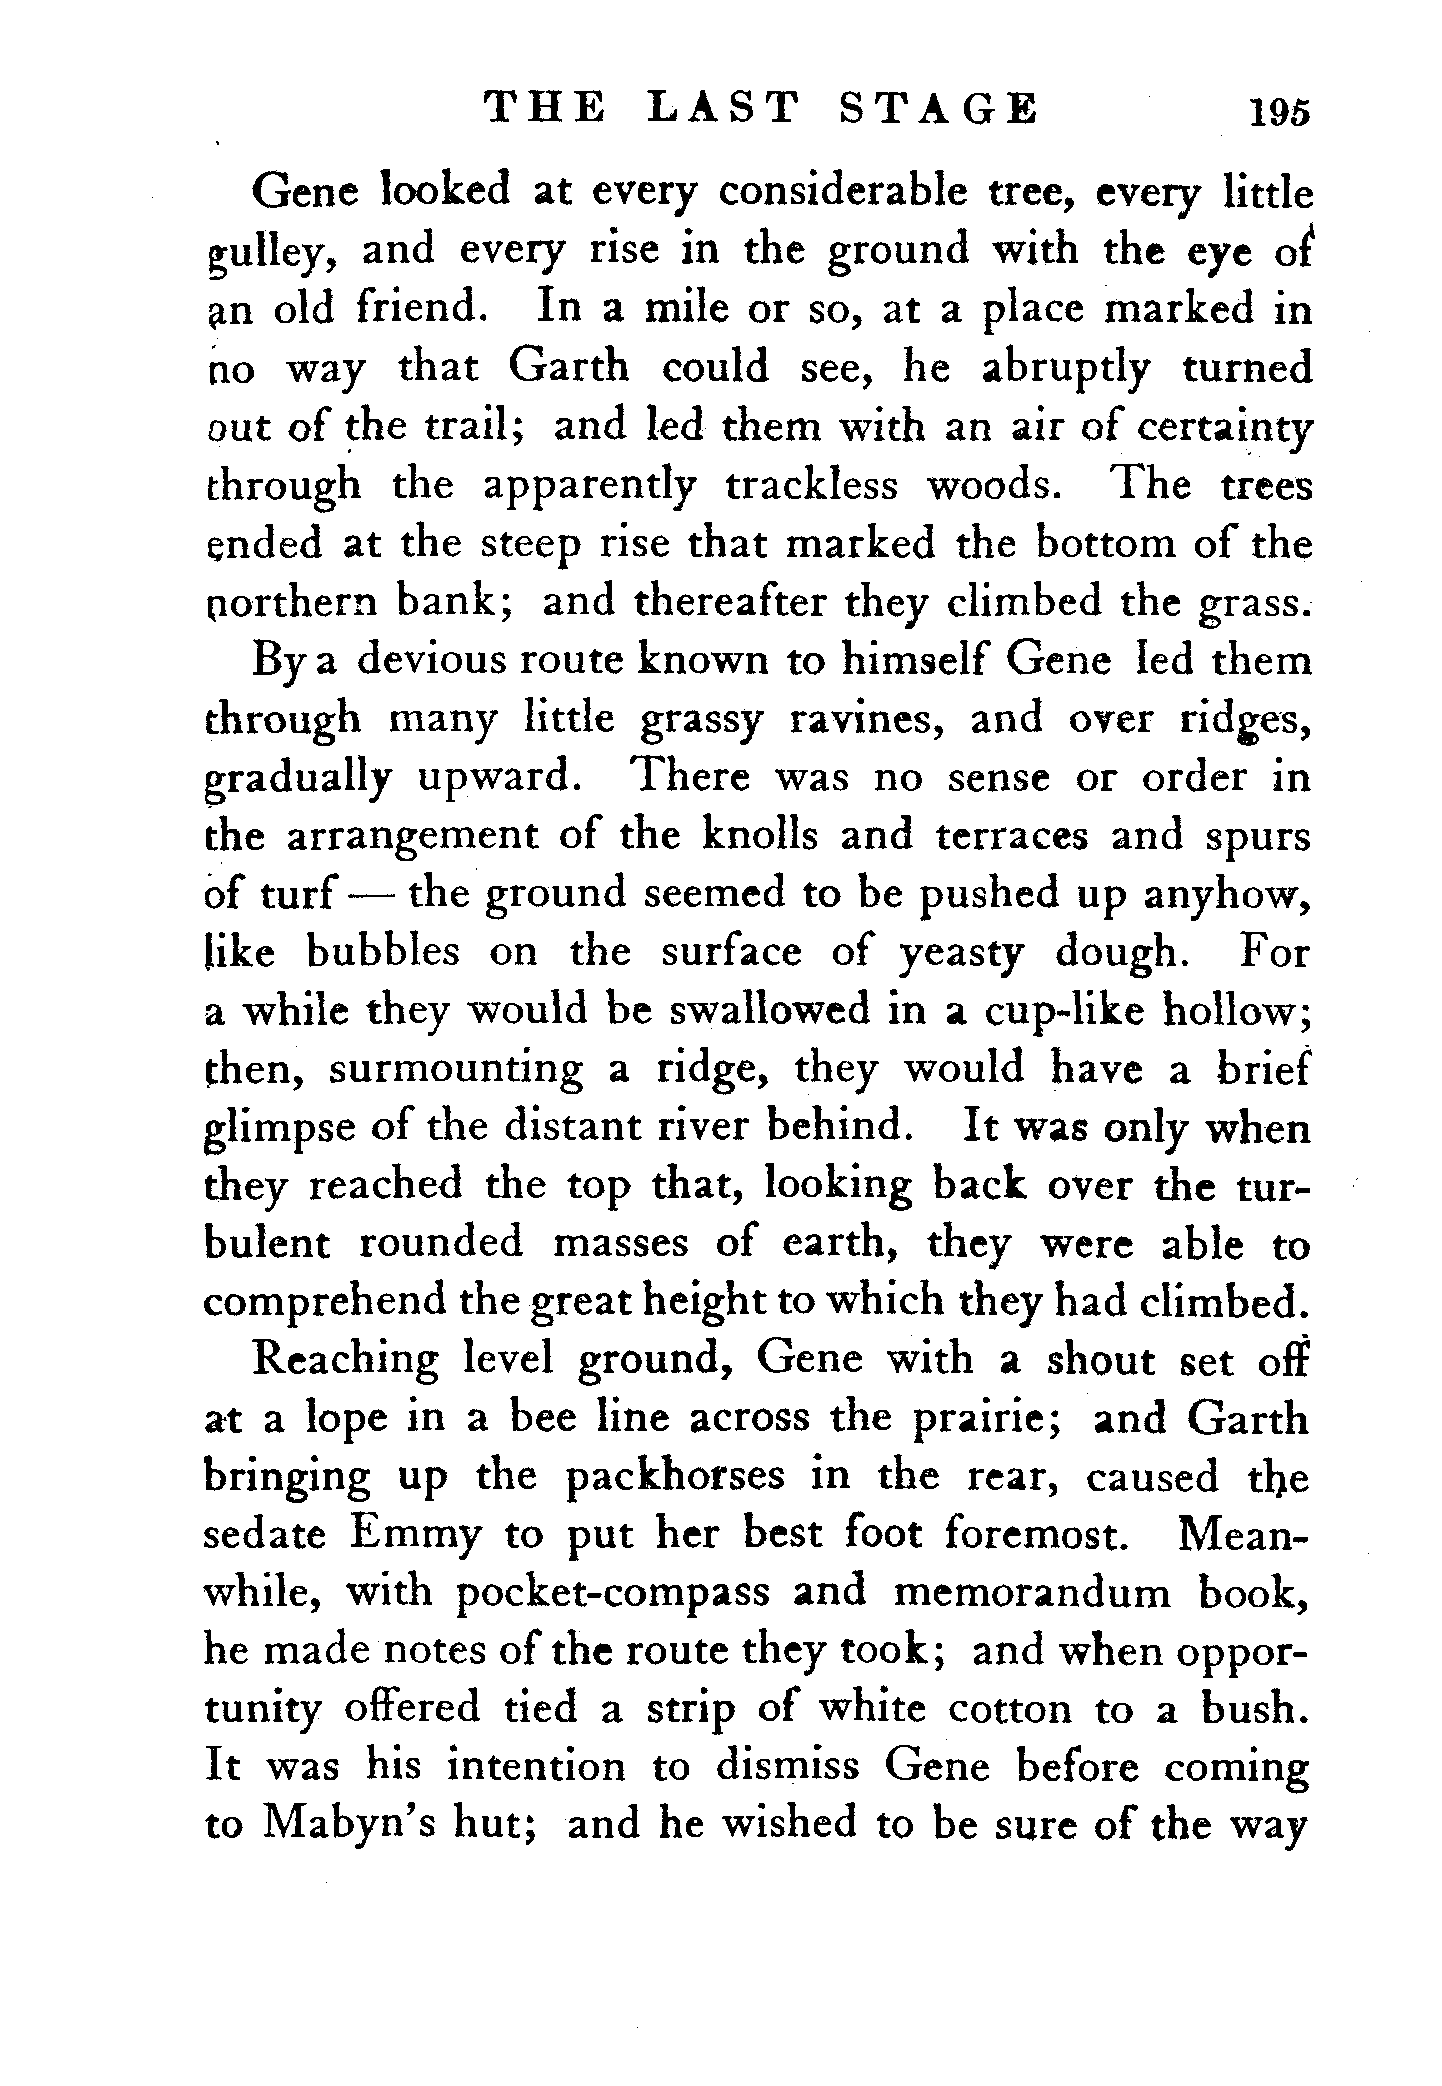 THE LAST STAGE 195
Gene looked at every considerable tree, every little
gulley, and every rise in the ground with the eye of
an old friend. In a mile or so, at a place marked in
no way that Garth could see, he abruptly turned
out of the trail; and led them with an air of certainty
through the apparently trackless woods. The trees
ended at the steep rise that marked the bottom of the
northern bank; and thereafter they climbed the grass.
By a devious route known to himself Gene led them
through many little grassy ravines, and over ridges,
gradually upward. There was no sense or order in
the arrangement of the knolls and terraces and spurs
of turf — the ground seemed to be pushed up anyhow,
like bubbles on the surface of yeasty dough. For
a while they would be swallowed in a cup-like hollow;
then, surmounting a ridge, they would have a brief
glimpse of the distant river behind. It was only when
they reached the top that, looking back over the tur-
bulent rounded masses of earth, they were able to
comprehend the great height to which they had climbed.
Reaching level ground, Gene with a shout set off
at a lope in a bee line across the prairie; and Garth
bringing up the packhorses in the rear, caused the
sedate Emmy to put her best foot foremost. Mean-
while, with pocket-compass and memorandum book,
he made notes of the route they took; and when oppor-
tunity offered tied a strip of white cotton to a bush.
It was his intention to dismiss Gene before coming
to Mabyn's hut; and he wished to be sure of the way